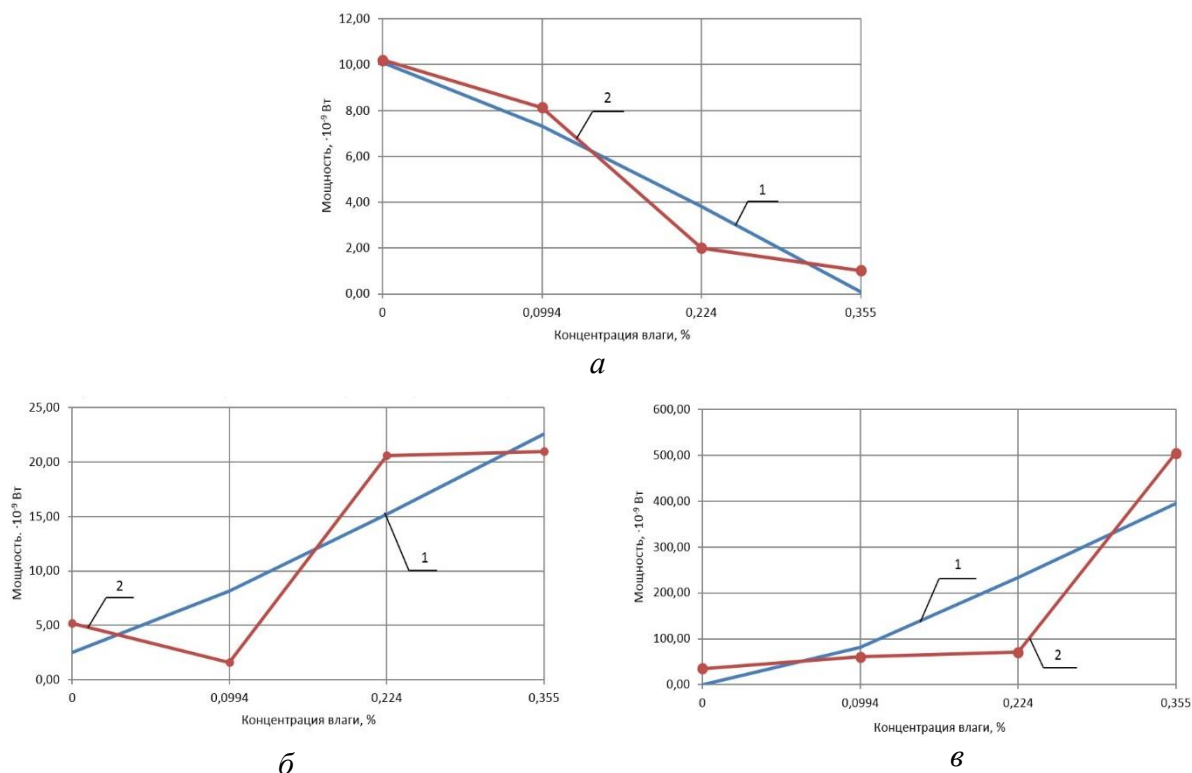 12,00
10,00
8,00
6,00
4,00
2,00
0,00
Мощность, ·10⁻⁹ Вт
2
1
0 0,0994 0,224 0,355
Концентрация влаги, %
а
25,00
20,00
15,00
10,00
5,00
0,00
Мощность. ·10⁻⁹ Вт
2
1
0 0,0994 0,224 0,355
Концентрация влаги, %
б
600,00
500,00
400,00
300,00
200,00
100,00
0,00
Мощность, ·10⁻⁹ Вт
1
2
0 0,0994 0,224 0,355
Концентрация влаги, %
в